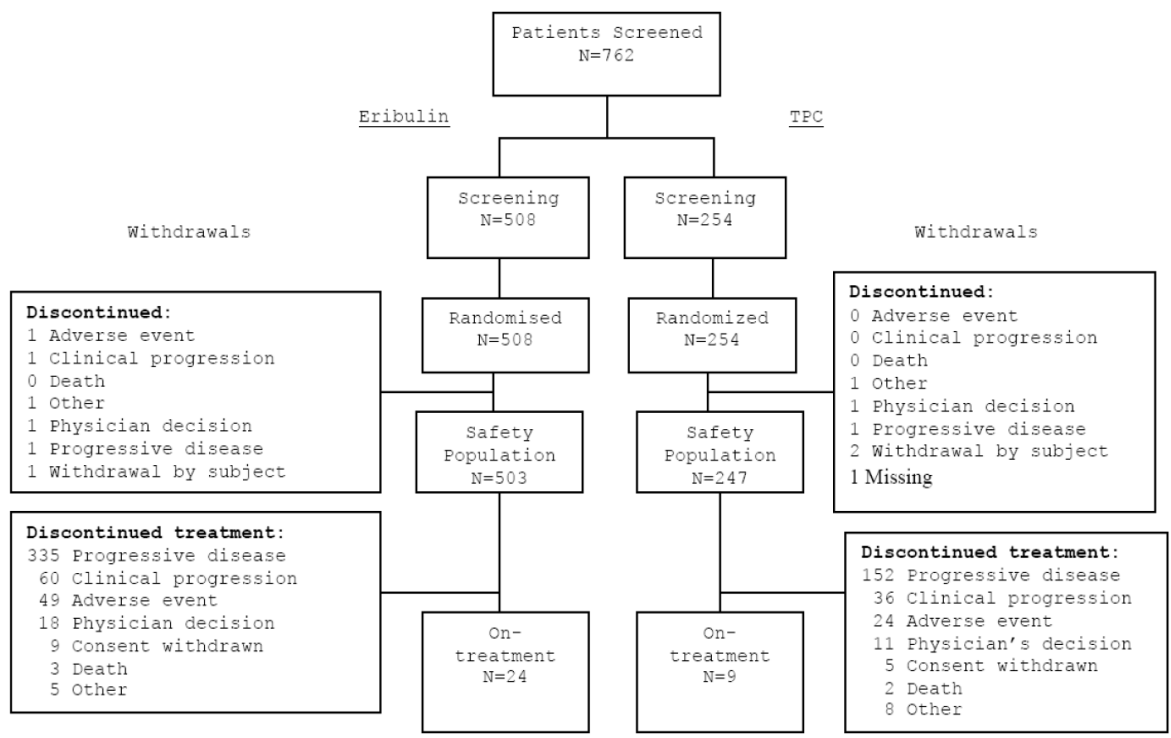 Patients Screened
N=762
Eribulin
TPC
Screening
N=508
Screening
N=254
Withdrawals
Withdrawals
Randomised
N=508
Randomized
N=254
Discontinued:
1 Adverse event
1 Clinical progression
0 Death
1 Other
1 Physician decision
1 Progressive disease
1 Withdrawal by subject
Discontinued:
0 Adverse event
0 Clinical progression
0 Death
1 Other
1 Physician decision
1 Progressive disease
2 Withdrawal by subject
1 Missing
Safety
Population
N=503
Safety
Population
N=247
Discontinued treatment:
335 Progressive disease
60 Clinical progression
49 Adverse event
18 Physician decision
9 Consent withdrawn
3 Death
5 Other
Discontinued treatment:
152 Progressive disease
36 Clinical progression
24 Adverse event
11 Physician's decision
5 Consent withdrawn
2 Death
8 Other
On-
treatment
N=24
On-
treatment
N=9